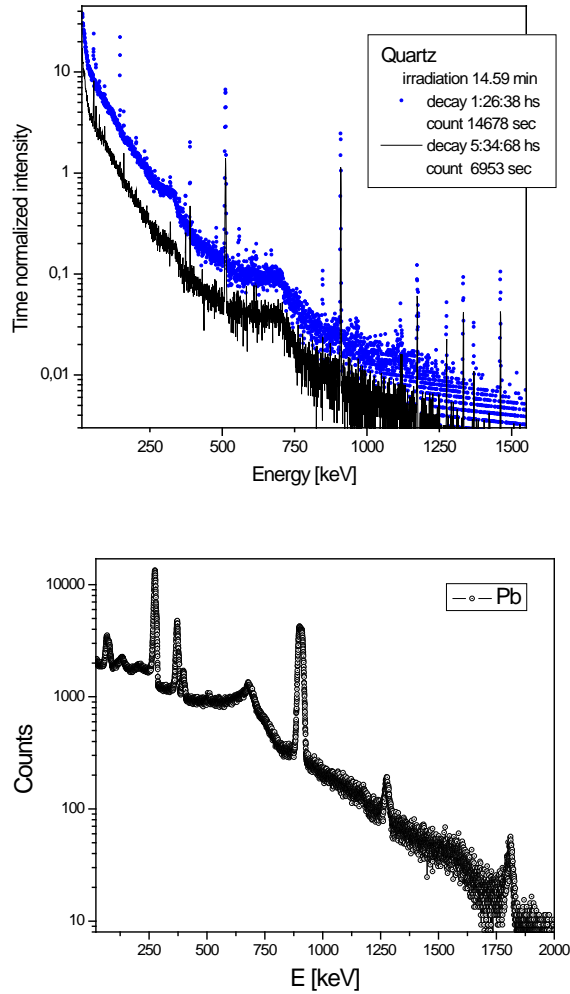 Quartz
irradiation 14.59 min
decay 1:26:38 hs
count 14678 sec
decay 5:34:68 hs
count 6953 sec
Time normalized intensity
10
1
0,1
0,01
250 500 750 1000 1250 1500
Energy [keV]
Pb
Counts
10000
1000
100
10
250 500 750 1000 1250 1500 1750 2000
E [keV]